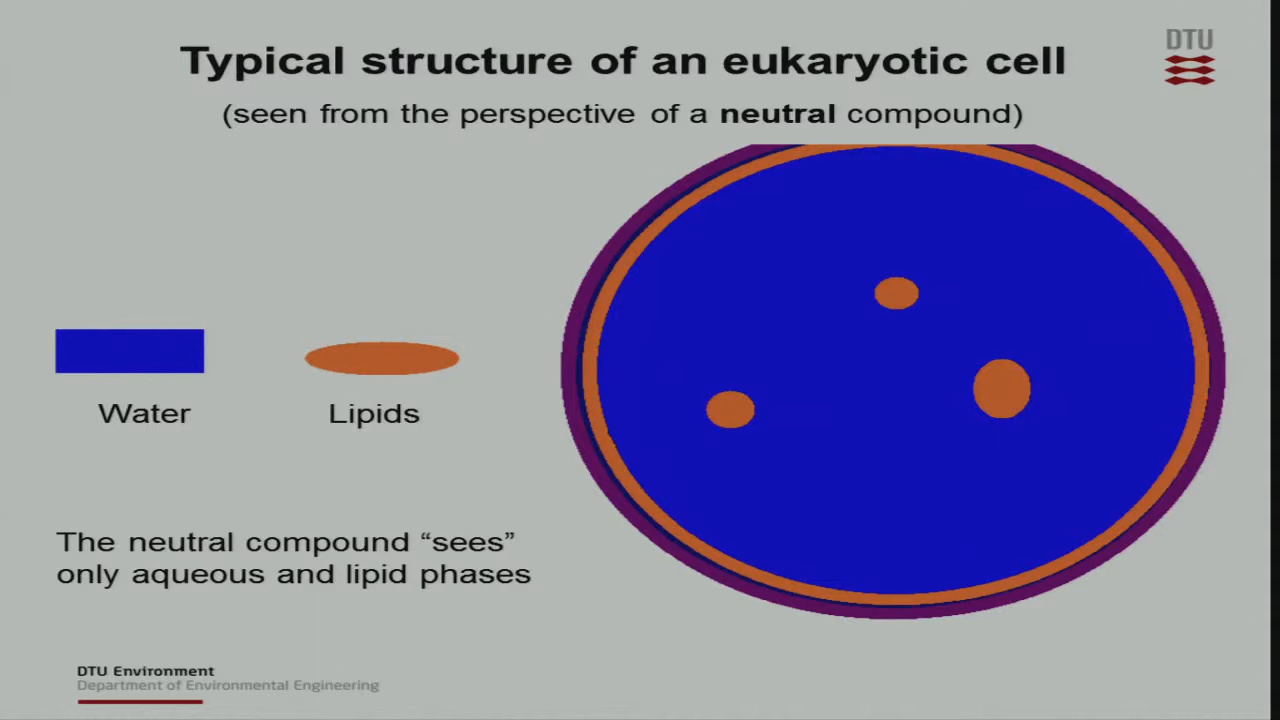 Typical structure of an eukaryotic cell
(seen from the perspective of a neutral compound)
DTU
Water
Lipids
The neutral compound “sees”
only aqueous and lipid phases
DTU Environment
Department of Environmental Engineering